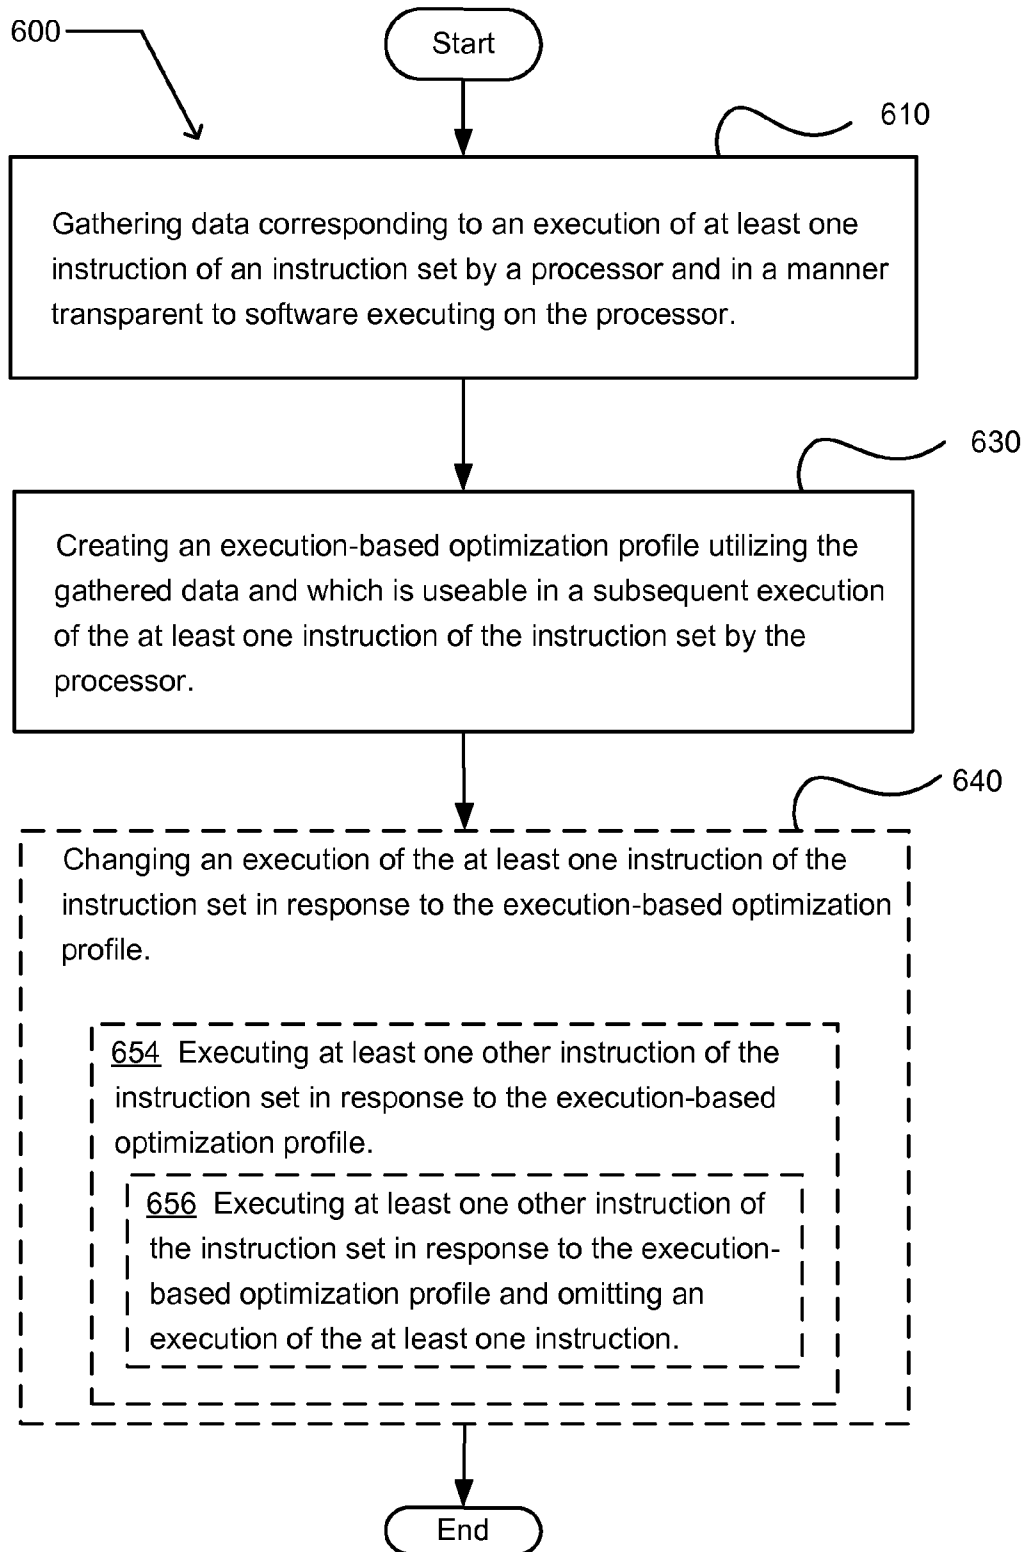 600
Start
610
Gathering data corresponding to an execution of at least one
instruction of an instruction set by a processor and in a manner
transparent to software executing on the processor.
630
Creating an execution-based optimization profile utilizing the
gathered data and which is useable in a subsequent execution
of the at least one instruction of the instruction set by the
processor.
640
Changing an execution of the at least one instruction of the
instruction set in response to the execution-based optimization
profile.
654 Executing at least one other instruction of the
instruction set in response to the execution-based
optimization profile.
656 Executing at least one other instruction of
the instruction set in response to the execution-
based optimization profile and omitting an
execution of the at least one instruction.
End